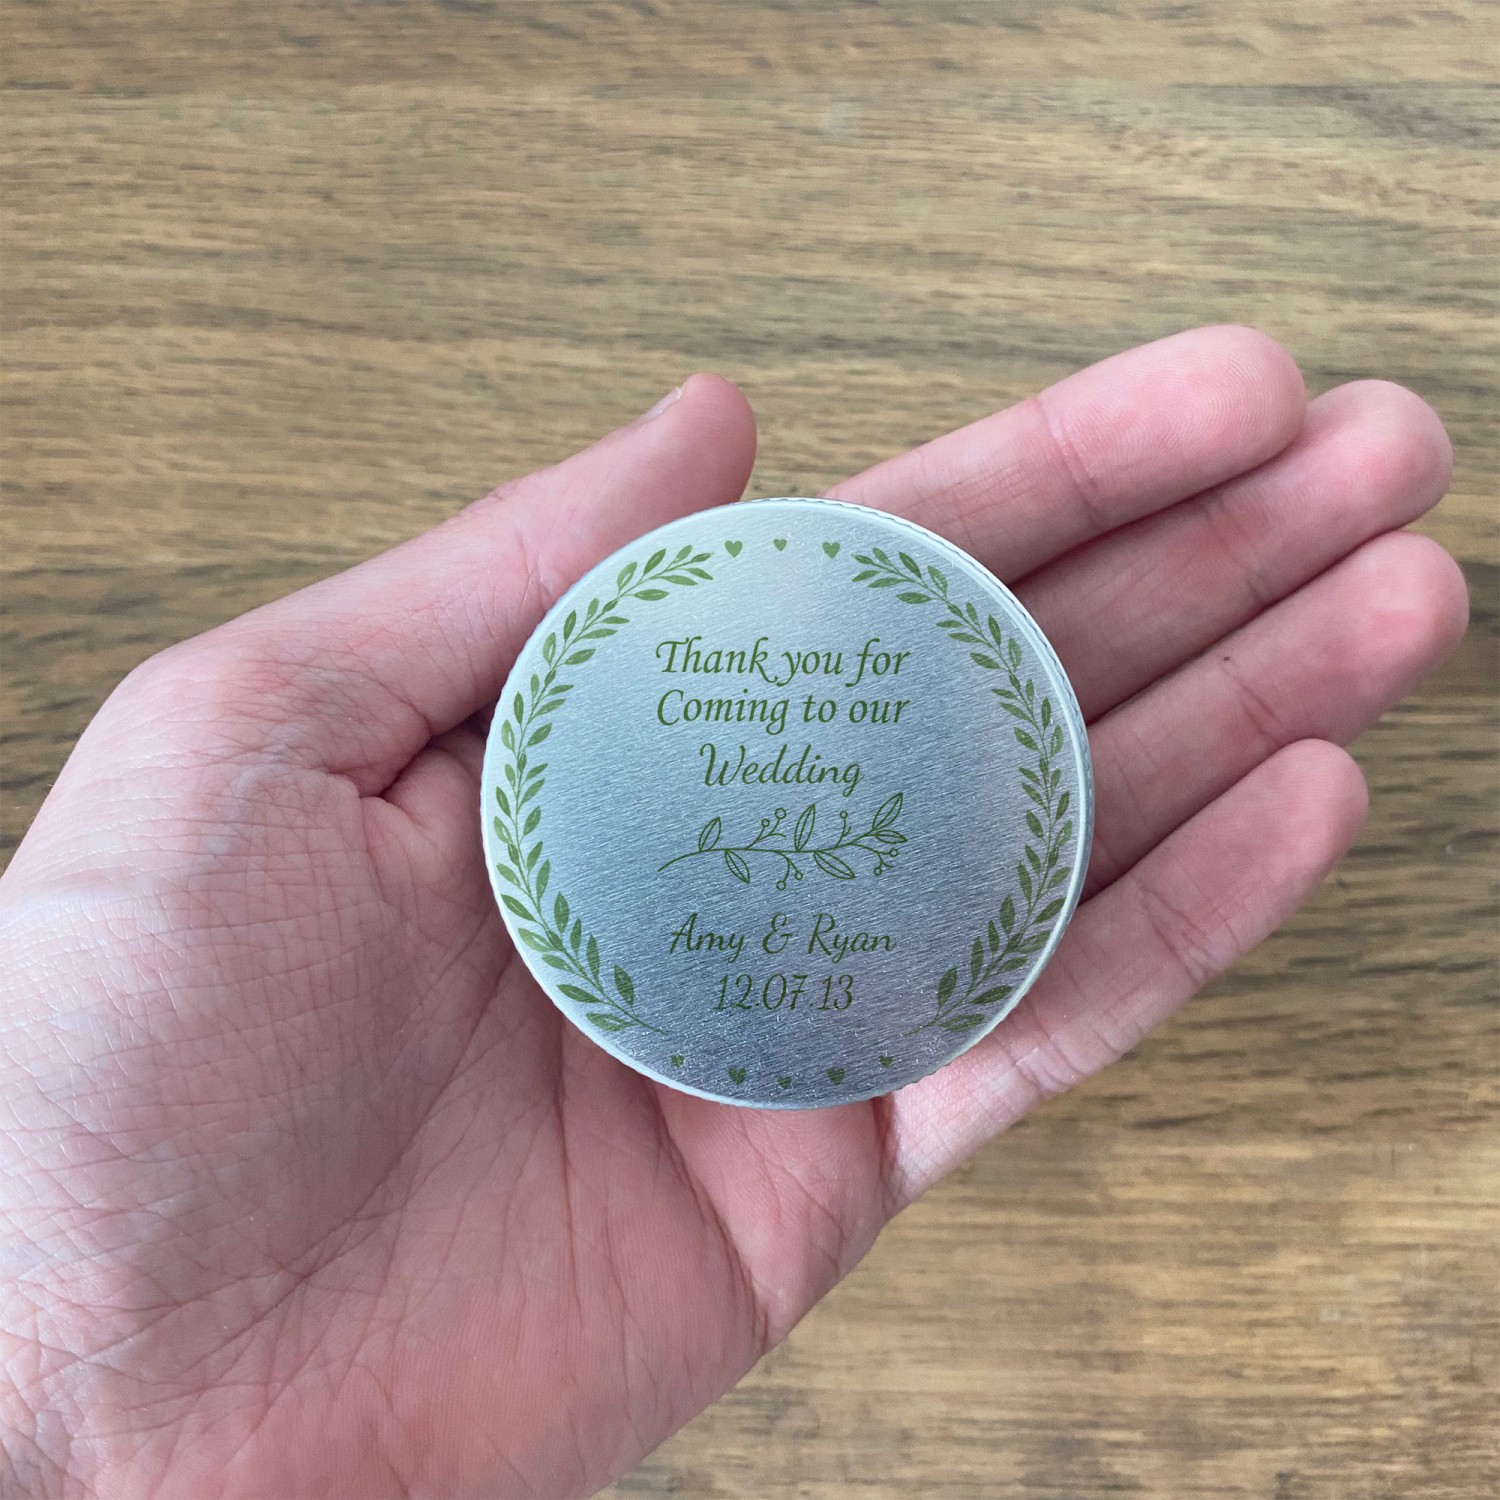 Thank you for
Coming to our
Wedding
Amy & Ryan
12.07.13